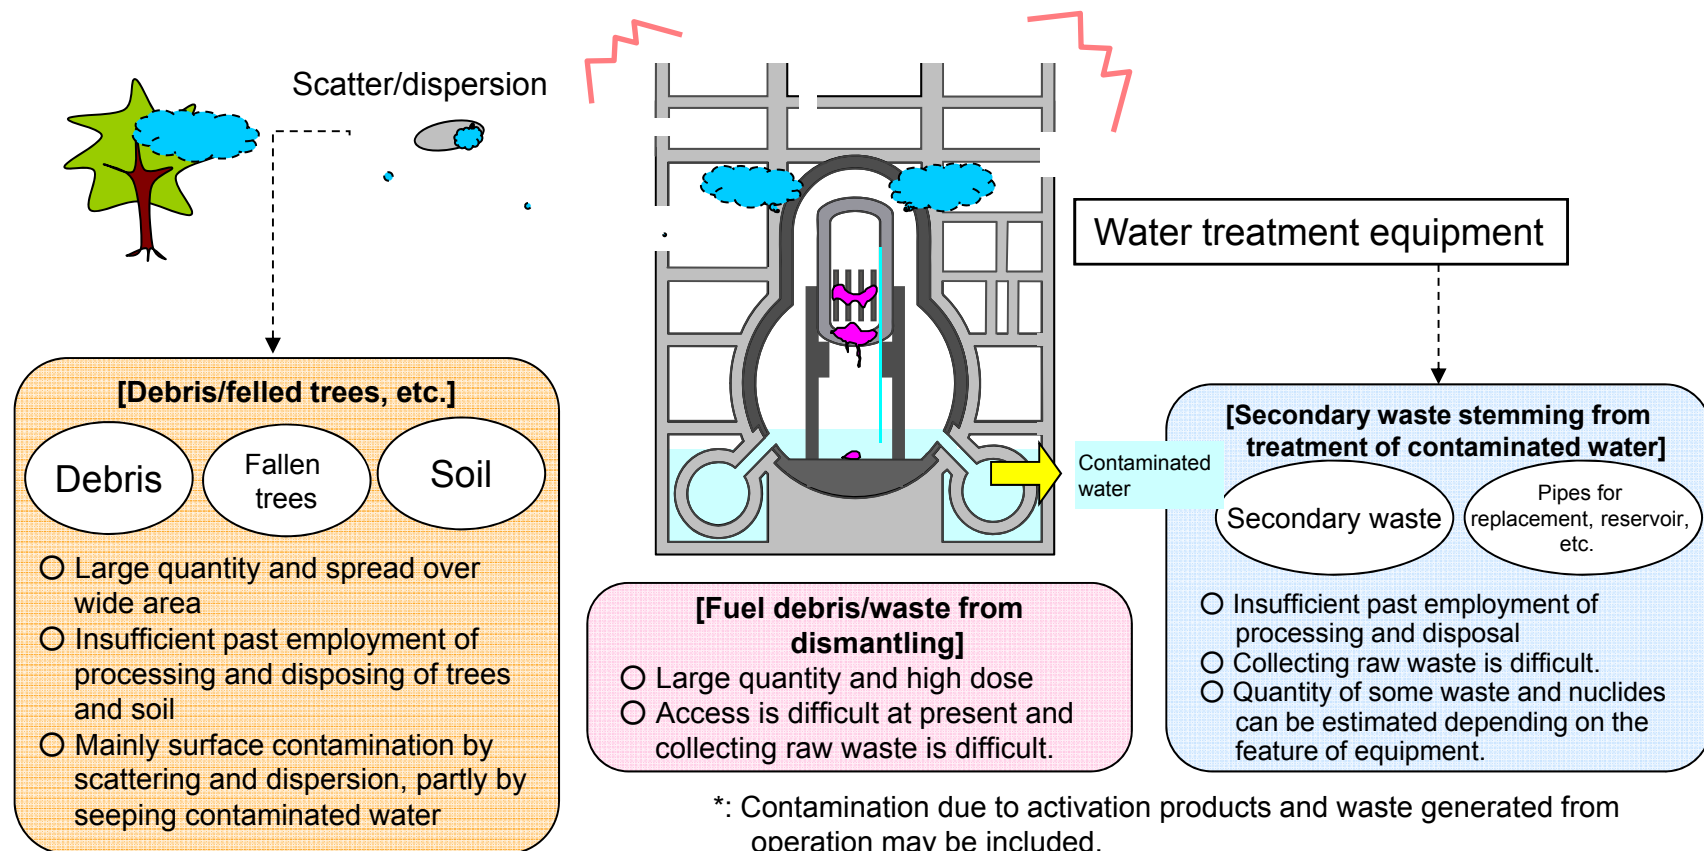 Scatter/dispersion
Water treatment equipment
[Debris/felled trees, etc.]
Debris
Fallen
trees
Soil
○ Large quantity and spread over
wide area
○ Insufficient past employment of
processing and disposing of trees
and soil
○ Mainly surface contamination by
scattering and dispersion, partly by
seeping contaminated water
[Fuel debris/waste from
dismantling]
○ Large quantity and high dose
○ Access is difficult at present and
collecting raw waste is difficult.
Contaminated
water
[Secondary waste stemming from
treatment of contaminated water]
Secondary waste
Pipes for
replacement, reservoir,
etc.
○ Insufficient past employment of
processing and disposal
○ Collecting raw waste is difficult.
○ Quantity of some waste and nuclides
can be estimated depending on the
feature of equipment.
*: Contamination due to activation products and waste generated from
operation may be included.